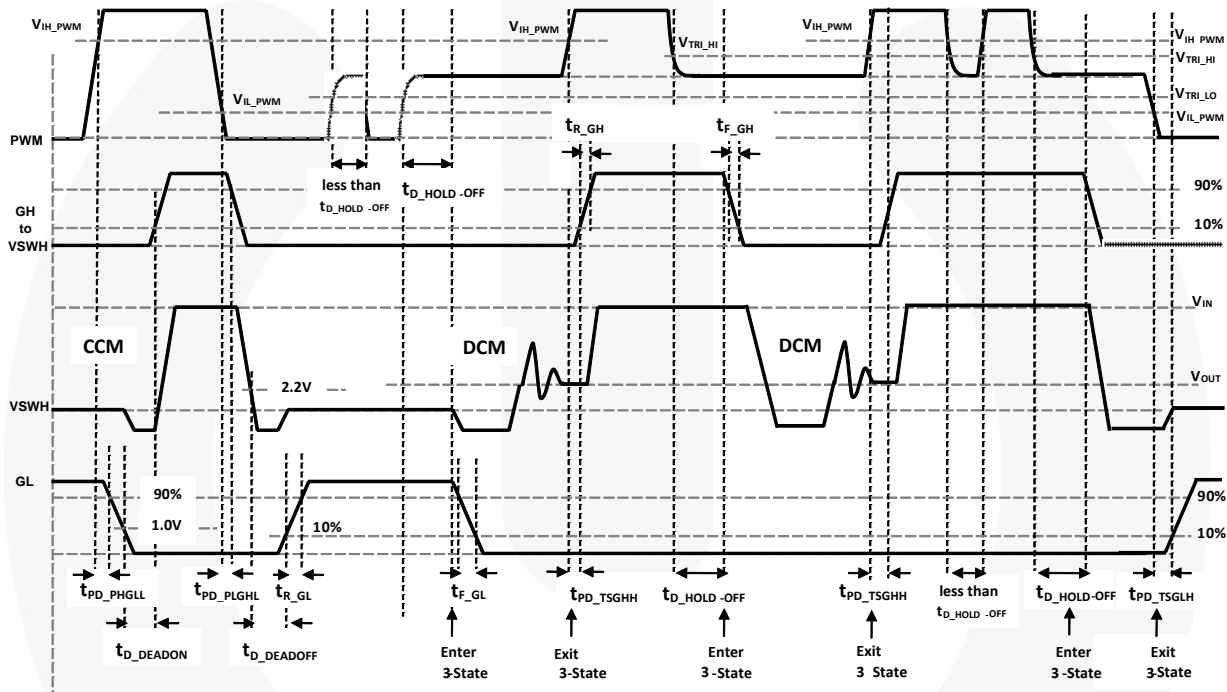 VIH_PWM
VIH_PWM
VIH_PWM
VIH_PWM
VTRI_HI
VTRI_HI
VTRI_LO
VIL_PWM
VIL_PWM
PWM
tR_GH
tF_GH
less than
tD_HOLD -OFF
tD_HOLD -OFF
90%
10%
GH
to
VSWH
VIN
CCM
DCM
DCM
2.2V
VOUT
VSWH
GL
90%
1.0V
10%
90%
10%
tPD_PHGLL
tPD_PLGHL
tR_GL
tF_GL
tPD_TSGHH
tD_HOLD -OFF
tPD_TSGHH
less than
tD_HOLD -OFF
tD_HOLD-OFF
tPD_TSGLH
tD_DEADON
tD_DEADOFF
Enter
3-State
Exit
3-State
Enter
3 -State
Exit
3 State
Enter
3 -State
Exit
3-State